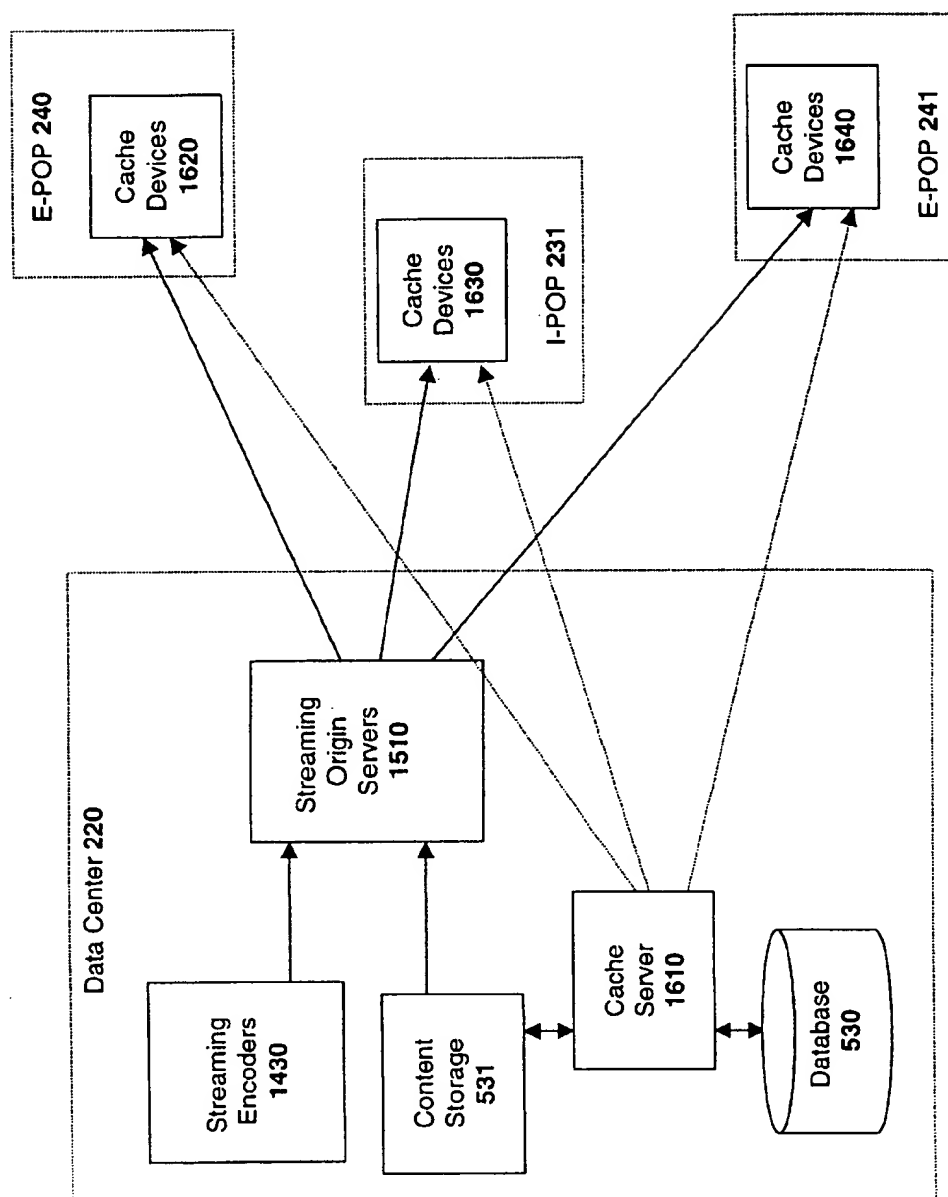 E-POP 240
Cache
Devices
1620
Cache
Devices
1630
I-POP 231
Cache
Devices
1640
E-POP 241
Data Center 220
Streaming
Origin
Servers
1510
Streaming
Encoders
1430
Content
Storage
531
Cache
Server
1610
Database
530